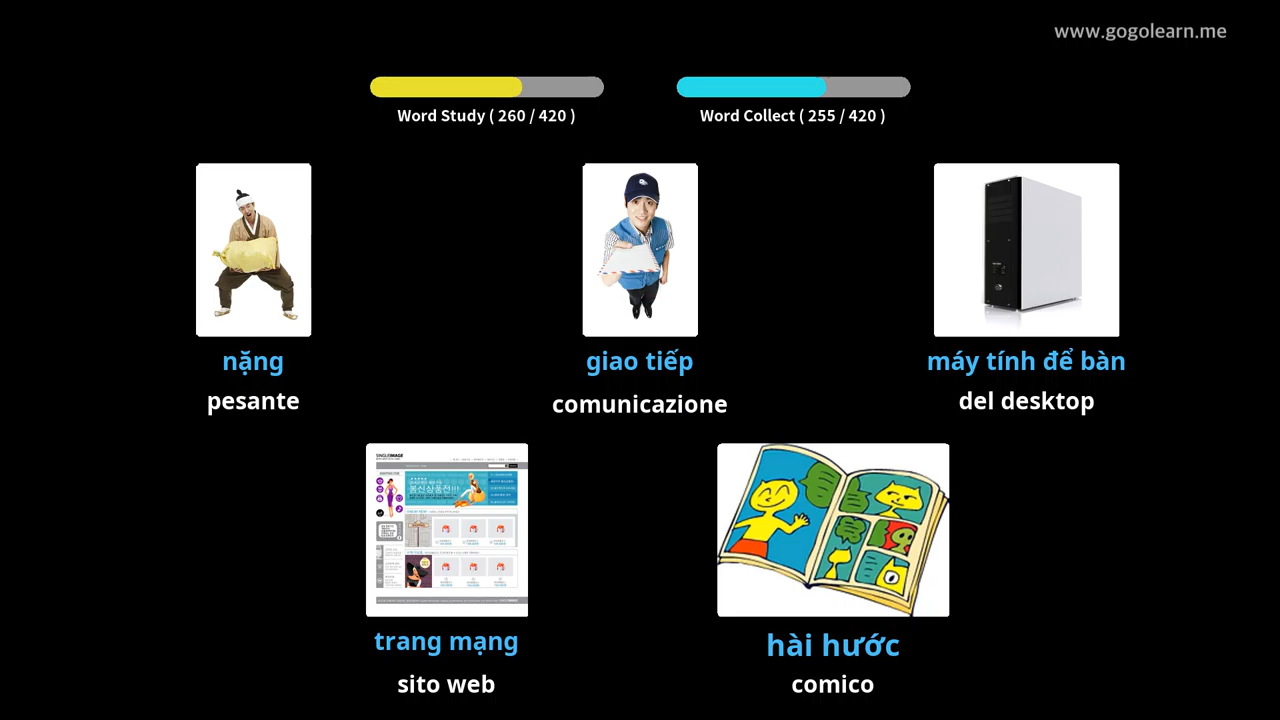 www.gogolearn.me
Word Study ( 260 / 420 )
Word Collect ( 255 / 420 )
nặng
pesante
giao tiếp
comunicazione
máy tính để bàn
del desktop
SINGLEIMAGE
trang mạng
sito web
hài hước
comico